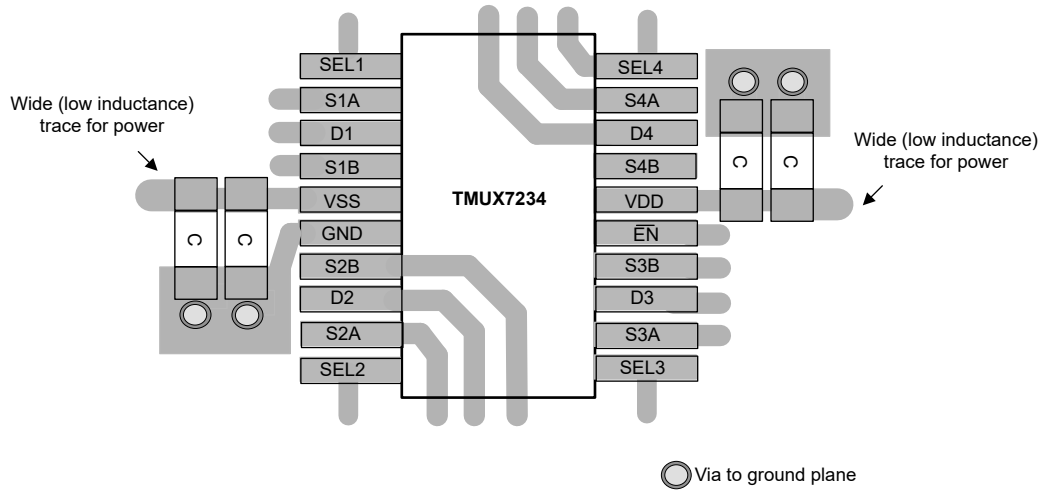 SEL1
SEL4
Wide (low inductance)
trace for power
S1A
S4A
D1
D4
Wide (low inductance)
trace for power
S1B
S4B
C
C
VSS
TMUX7234
VDD
GND
EN
C
C
S2B
S3B
D2
D3
S2A
S3A
SEL2
SEL3
Via to ground plane